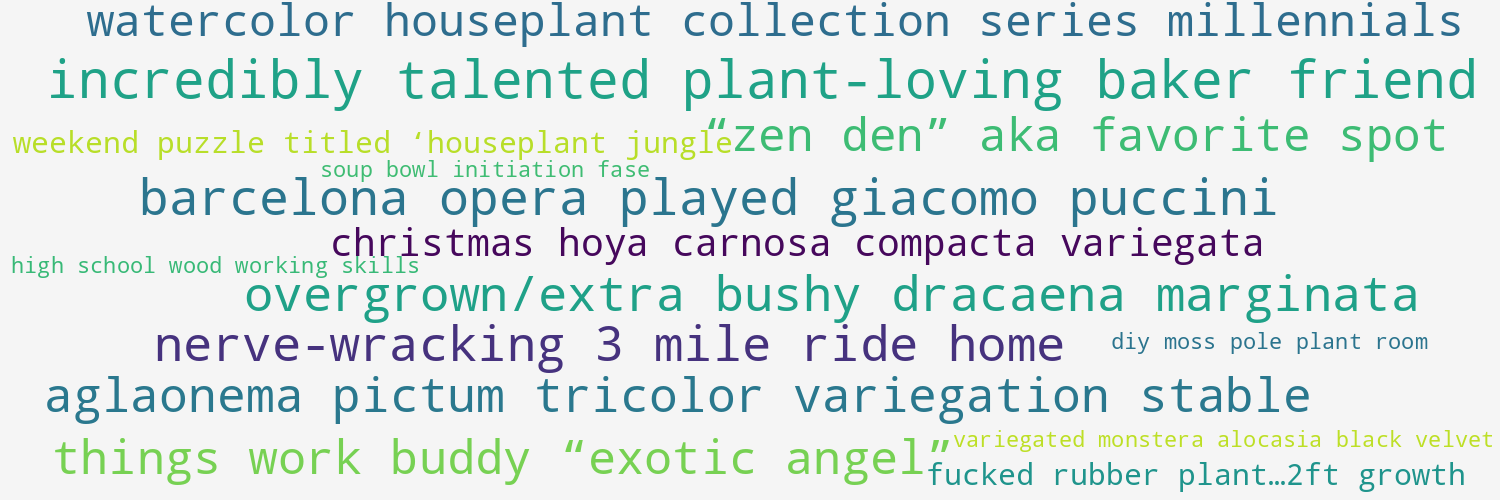 watercolor houseplant collection series millennials
incredibly talented plant-loving baker friend
“zen den” aka favorite spot
weekend puzzle titled ‘houseplant jungle
soup bowl initiation fase
barcelona opera played giacomo puccini
christmas hoya carnosa compacta variegata
high school wood working skills
overgrown/extra bushy dracaena marginata
nerve-wracking 3 mile ride home
diy moss pole plant room
aglaonema pictum tricolor variegation stable
things work buddy “exotic angel”
variegated monstera alocasia black velvet
fucked rubber plant…2ft growth